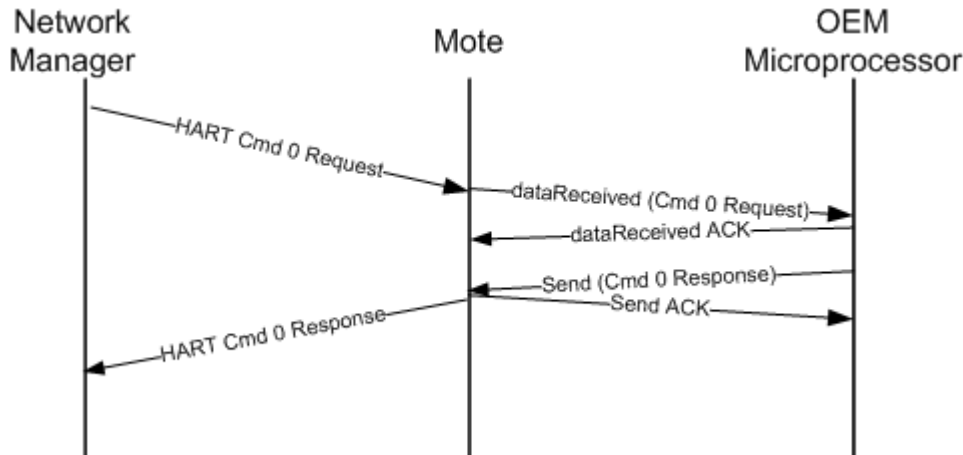 Network
Manager
Mote
OEM
Microprocessor
HART Cmd 0 Request
dataReceived (Cmd 0 Request)
dataReceived ACK
Send (Cmd 0 Response)
Send ACK
HART Cmd 0 Response